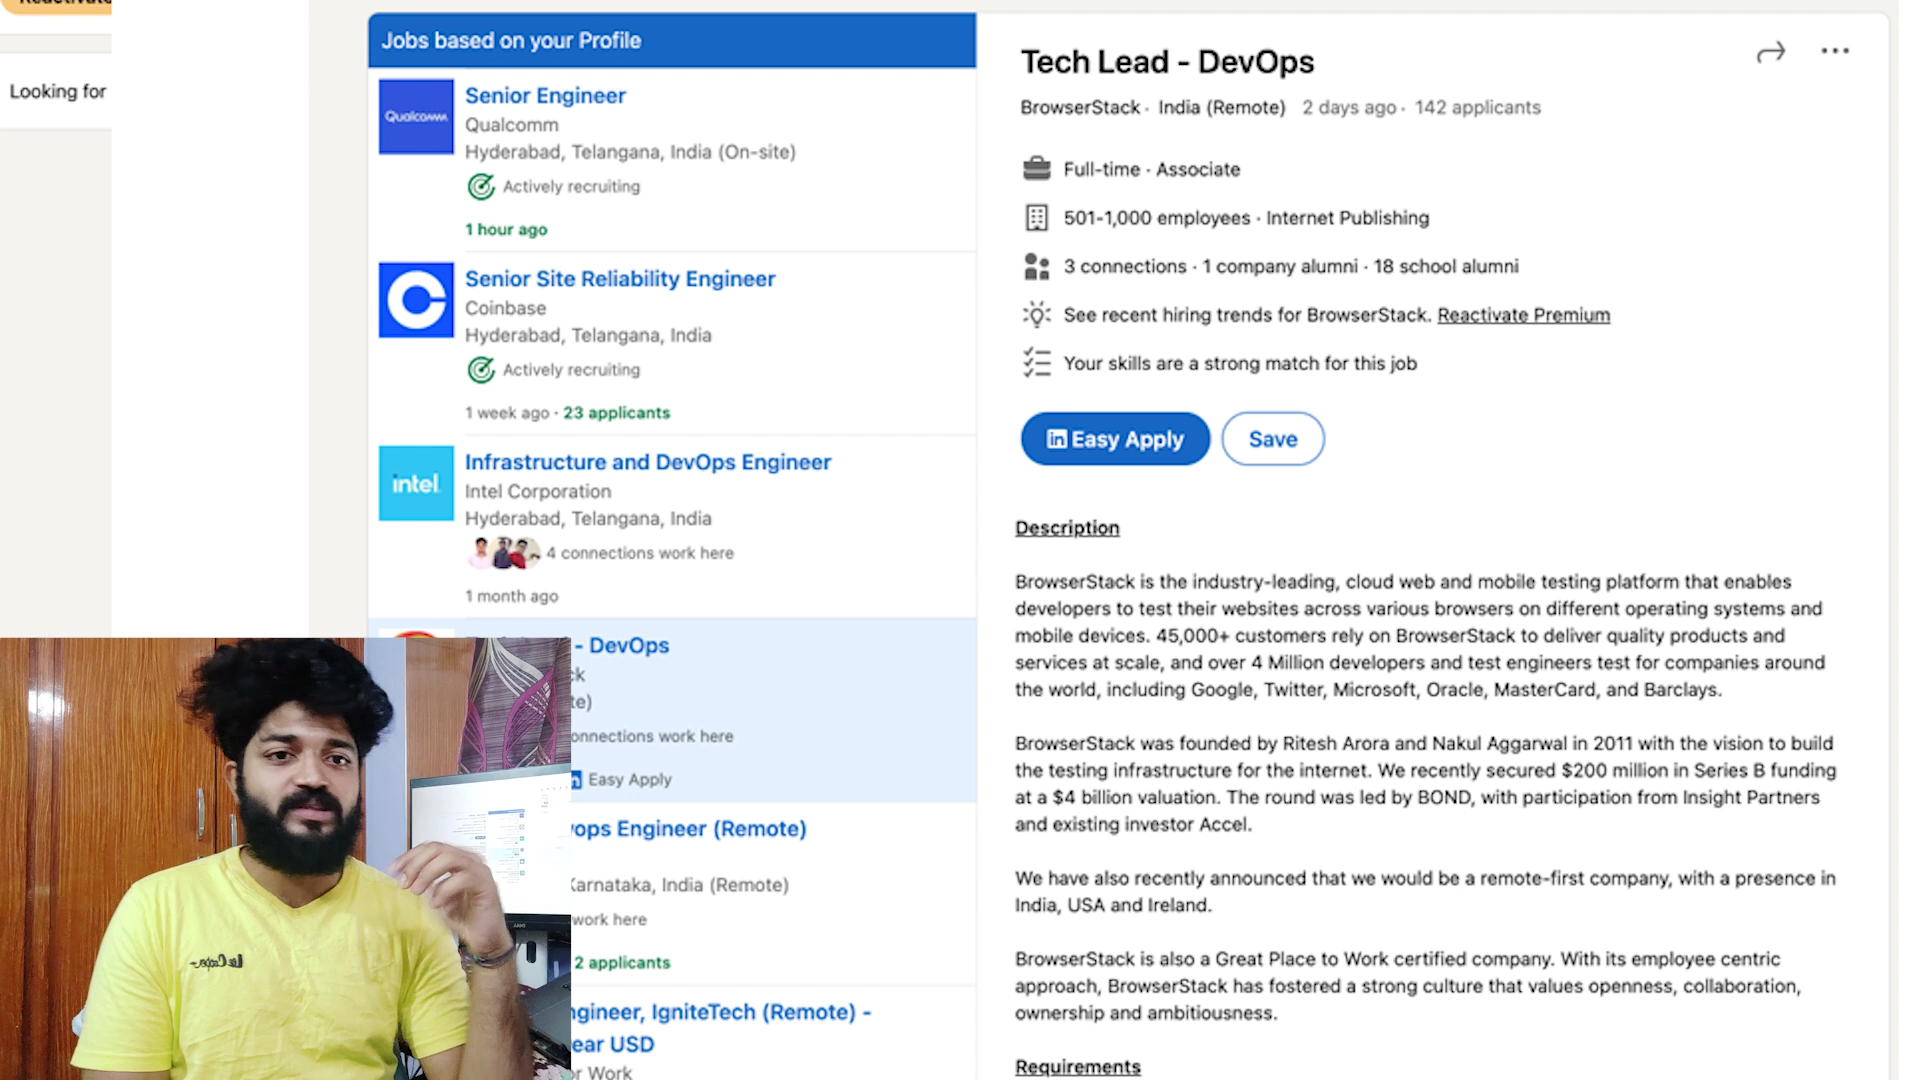 Looking for
Jobs based on your Profile
Qualcomm
Senior Engineer
Qualcomm
Hyderabad, Telangana, India (On-site)
Actively recruiting
1 hour ago
Senior Site Reliability Engineer
Coinbase
Hyderabad, Telangana, India
Actively recruiting
1 week ago · 23 applicants
intel
Infrastructure and DevOps Engineer
Intel Corporation
Hyderabad, Telangana, India
4 connections work here
1 month ago
- DevOps
work here
Easy Apply
Engineer (Remote)
Karnataka, India (Remote)
work here
2 applicants
IgniteTech (Remote) -
USD
Work
Lee Cooper
Tech Lead - DevOps
BrowserStack · India (Remote) 2 days ago · 142 applicants
Full-time · Associate
501-1,000 employees · Internet Publishing
3 connections · 1 company alumni · 18 school alumni
See recent hiring trends for BrowserStack. Reactivate Premium
Your skills are a strong match for this job
in Easy Apply
Save
Description
BrowserStack is the industry-leading, cloud web and mobile testing platform that enables
developers to test their websites across various browsers on different operating systems and
mobile devices. 45,000+ customers rely on BrowserStack to deliver quality products and
services at scale, and over 4 Million developers and test engineers test for companies around
the world, including Google, Twitter, Microsoft, Oracle, MasterCard, and Barclays.
BrowserStack was founded by Ritesh Arora and Nakul Aggarwal in 2011 with the vision to build
the testing infrastructure for the internet. We recently secured $200 million in Series B funding
at a $4 billion valuation. The round was led by BOND, with participation from Insight Partners
and existing investor Accel.
We have also recently announced that we would be a remote-first company, with a presence in
India, USA and Ireland.
BrowserStack is also a Great Place to Work certified company. With its employee centric
approach, BrowserStack has fostered a strong culture that values openness, collaboration,
ownership and ambitiousness.
Requirements